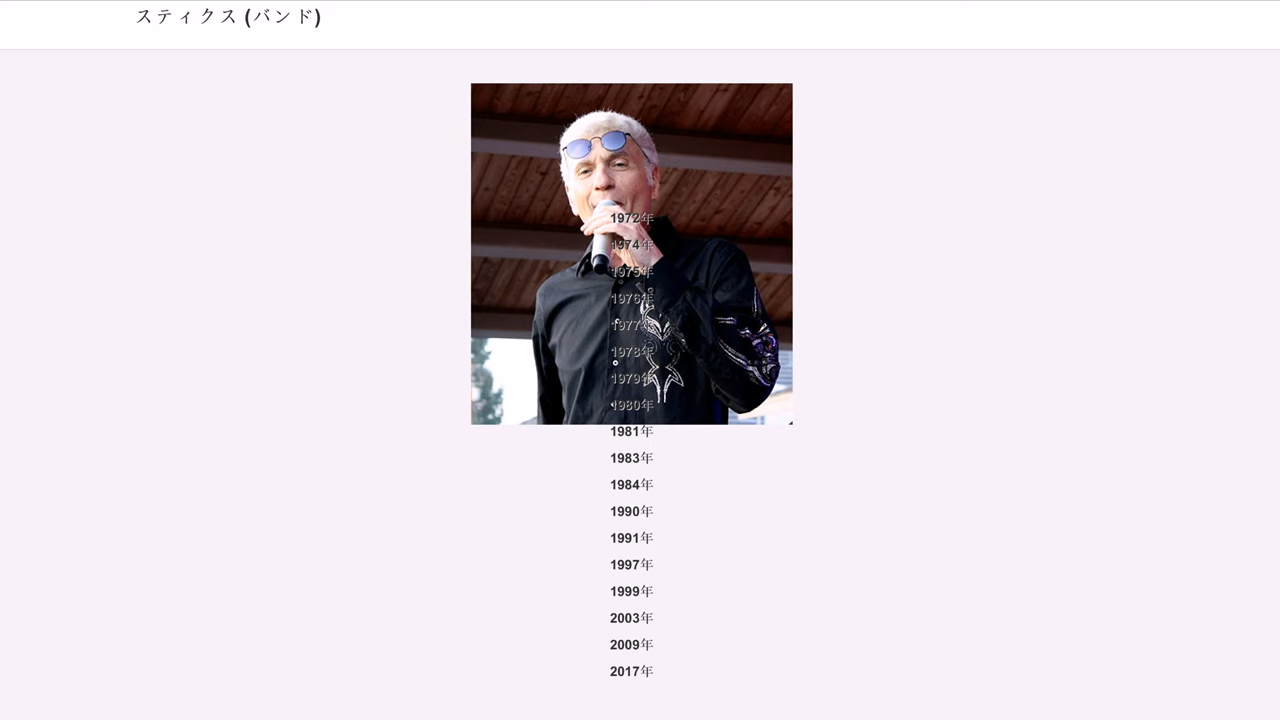 スティクス (バンド)
1972年
1974年
1975年
1976年
1977年
1978年
1979年
1980年
1981年
1983年
1984年
1990年
1991年
1997年
1999年
2003年
2009年
2017年